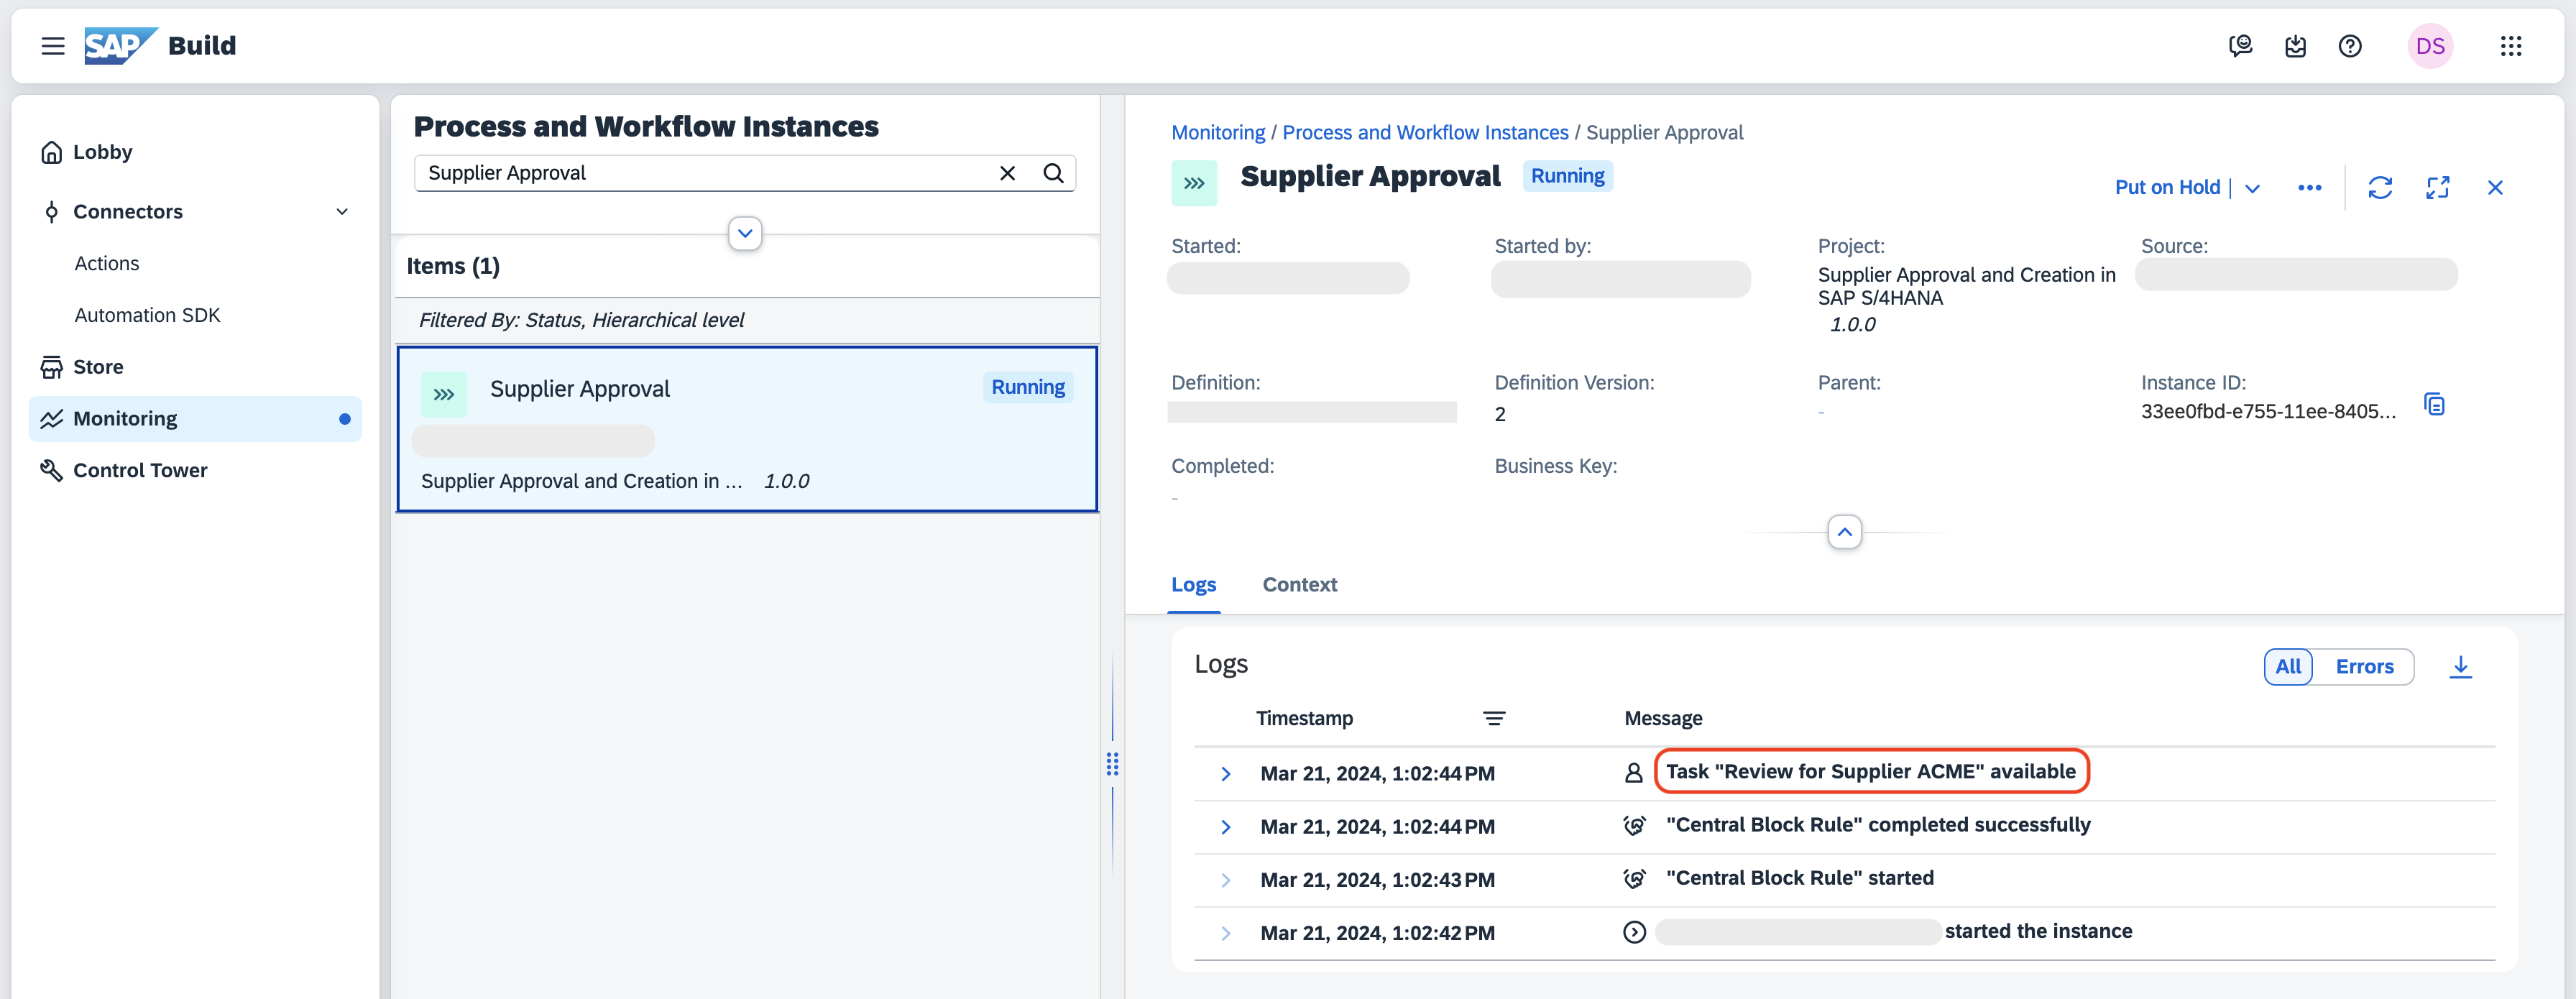 SAP Build
DS
Lobby
Connectors
Actions
Automation SDK
Store
Monitoring
Control Tower
Process and Workflow Instances
Supplier Approval
Items (1)
Filtered By: Status, Hierarchical level
Supplier Approval
Running
Supplier Approval and Creation in ... 1.0.0
Monitoring / Process and Workflow Instances / Supplier Approval
Supplier Approval Running
Put on Hold
Started:
Started by:
Project:
Supplier Approval and Creation in
SAP S/4HANA
1.0.0
Source:
Definition:
Definition Version:
2
Parent:
-
Instance ID:
33ee0fbd-e755-11ee-8405...
Completed:
-
Business Key:
Logs Context
Logs
All Errors
Timestamp Message
Mar 21, 2024, 1:02:44 PM Task "Review for Supplier ACME" available
Mar 21, 2024, 1:02:44 PM "Central Block Rule" completed successfully
Mar 21, 2024, 1:02:43 PM "Central Block Rule" started
Mar 21, 2024, 1:02:42 PM started the instance